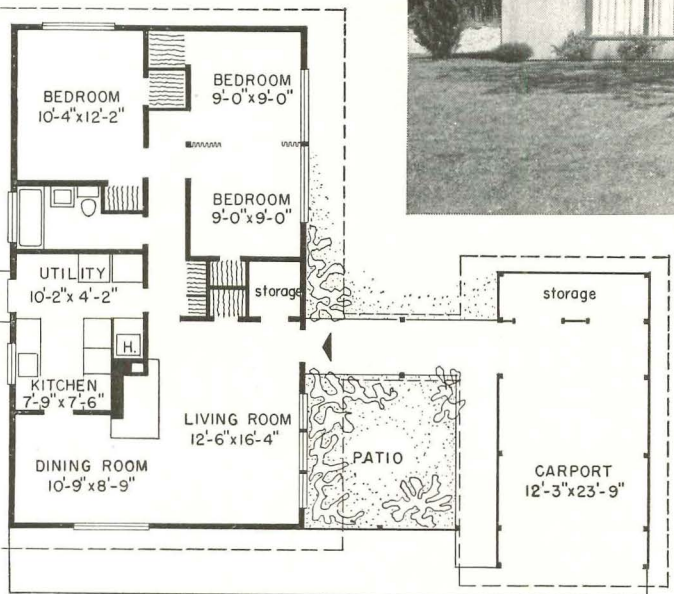 BEDROOM
10'-4"x12'-2"
BEDROOM
9'-0"x9'-0"
BEDROOM
9'-0"x9'-0"
UTILITY
10'-2"x 4'-2"
storage
storage
H.
KITCHEN
7'-9"x7'-6"
LIVING ROOM
12'-6"x16'-4"
DINING ROOM
10'-9"x8'-9"
PATIO
CARPORT
12'-3"x23'-9"